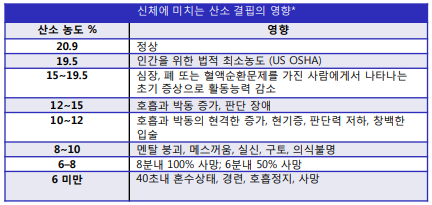 신체에 미치는 산소 결핍의 영향*
산소 농도 % 영향
20.9 정상
19.5 인간을 위한 법적 최소농도 (US OSHA)
15~19.5 심장, 폐 또는 혈액순환문제를 가진 사람에게서 나타나는
초기 증상으로 활동능력 감소
12~15 호흡과 박동 증가, 판단 장애
10~12 호흡과 박동의 현격한 증가, 현기증, 판단력 저하, 창백한
입술
8~10 멘탈 붕괴, 메스꺼움, 실신, 구토, 의식불명
6–8 8분내 100% 사망; 6분내 50% 사망
6 미만 40초내 혼수상태, 경련, 호흡정지, 사망